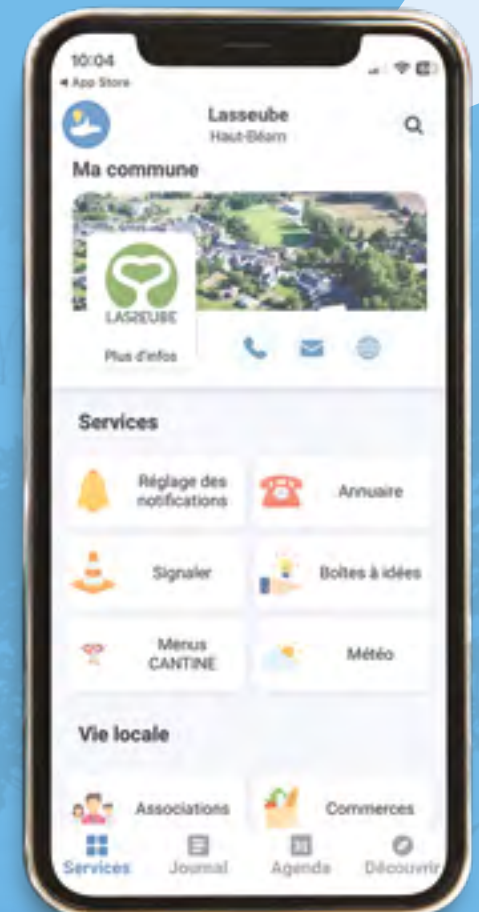 10:04
◀ App Store
Lasseube
Haut-Béarn
Ma commune
LASSEUBE
Plus d'infos
Services
Réglage des
notifications
Annuaire
Signaler
Boîtes à idées
Menus
CANTINE
Météo
Vie locale
Associations
Commerces
Services
Journal
Agenda
Découvrir